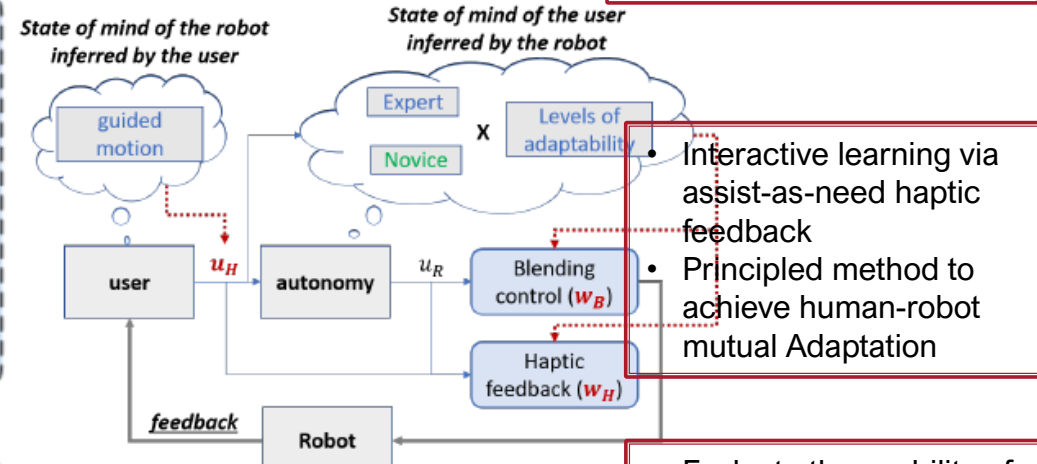 State of mind of the robot
inferred by the user
State of mind of the user
inferred by the robot
guided
motion
Expert
Novice
X
Levels of
adaptability
user
u_H
autonomy
u_R
Blending
control (w_B)
Haptic
feedback (w_H)
feedback
Robot
• Interactive learning via
assist-as-need haptic
feedback
• Principled method to
achieve human-robot
mutual Adaptation